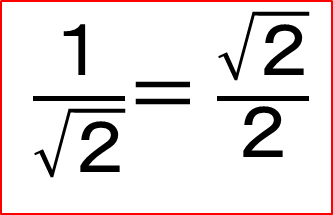 1/√2 = √2/2